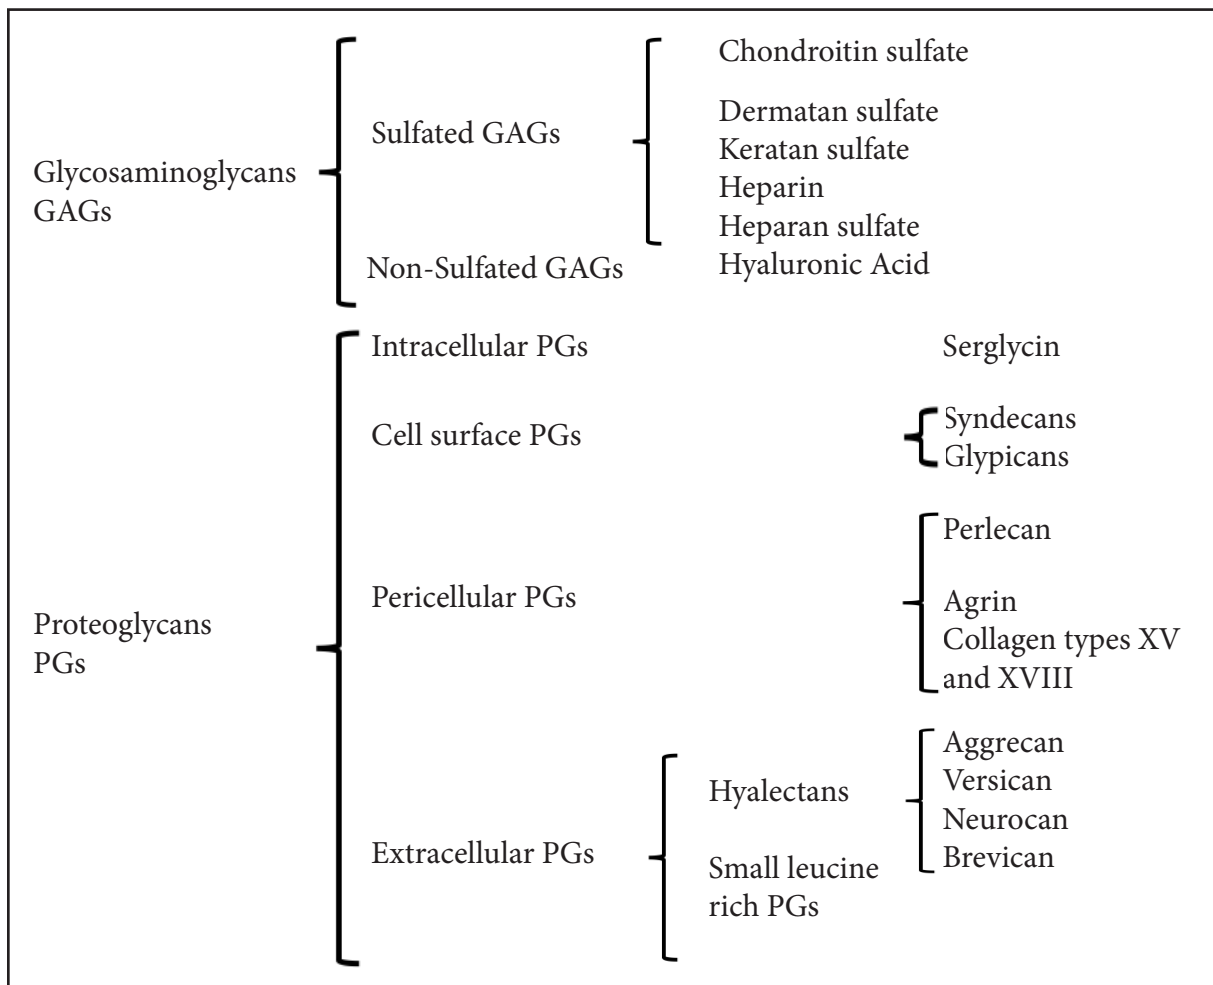 Glycosaminoglycans
GAGs
Sulfated GAGs
Chondroitin sulfate
Dermatan sulfate
Keratan sulfate
Heparin
Heparan sulfate
Non-Sulfated GAGs
Hyaluronic Acid
Proteoglycans
PGs
Intracellular PGs
Serglycin
Cell surface PGs
Syndecans
Glypicans
Pericellular PGs
Perlecan
Agrin
Collagen types XV
and XVIII
Extracellular PGs
Hyalectans
Aggrecan
Versican
Neurocan
Brevican
Small leucine
rich PGs